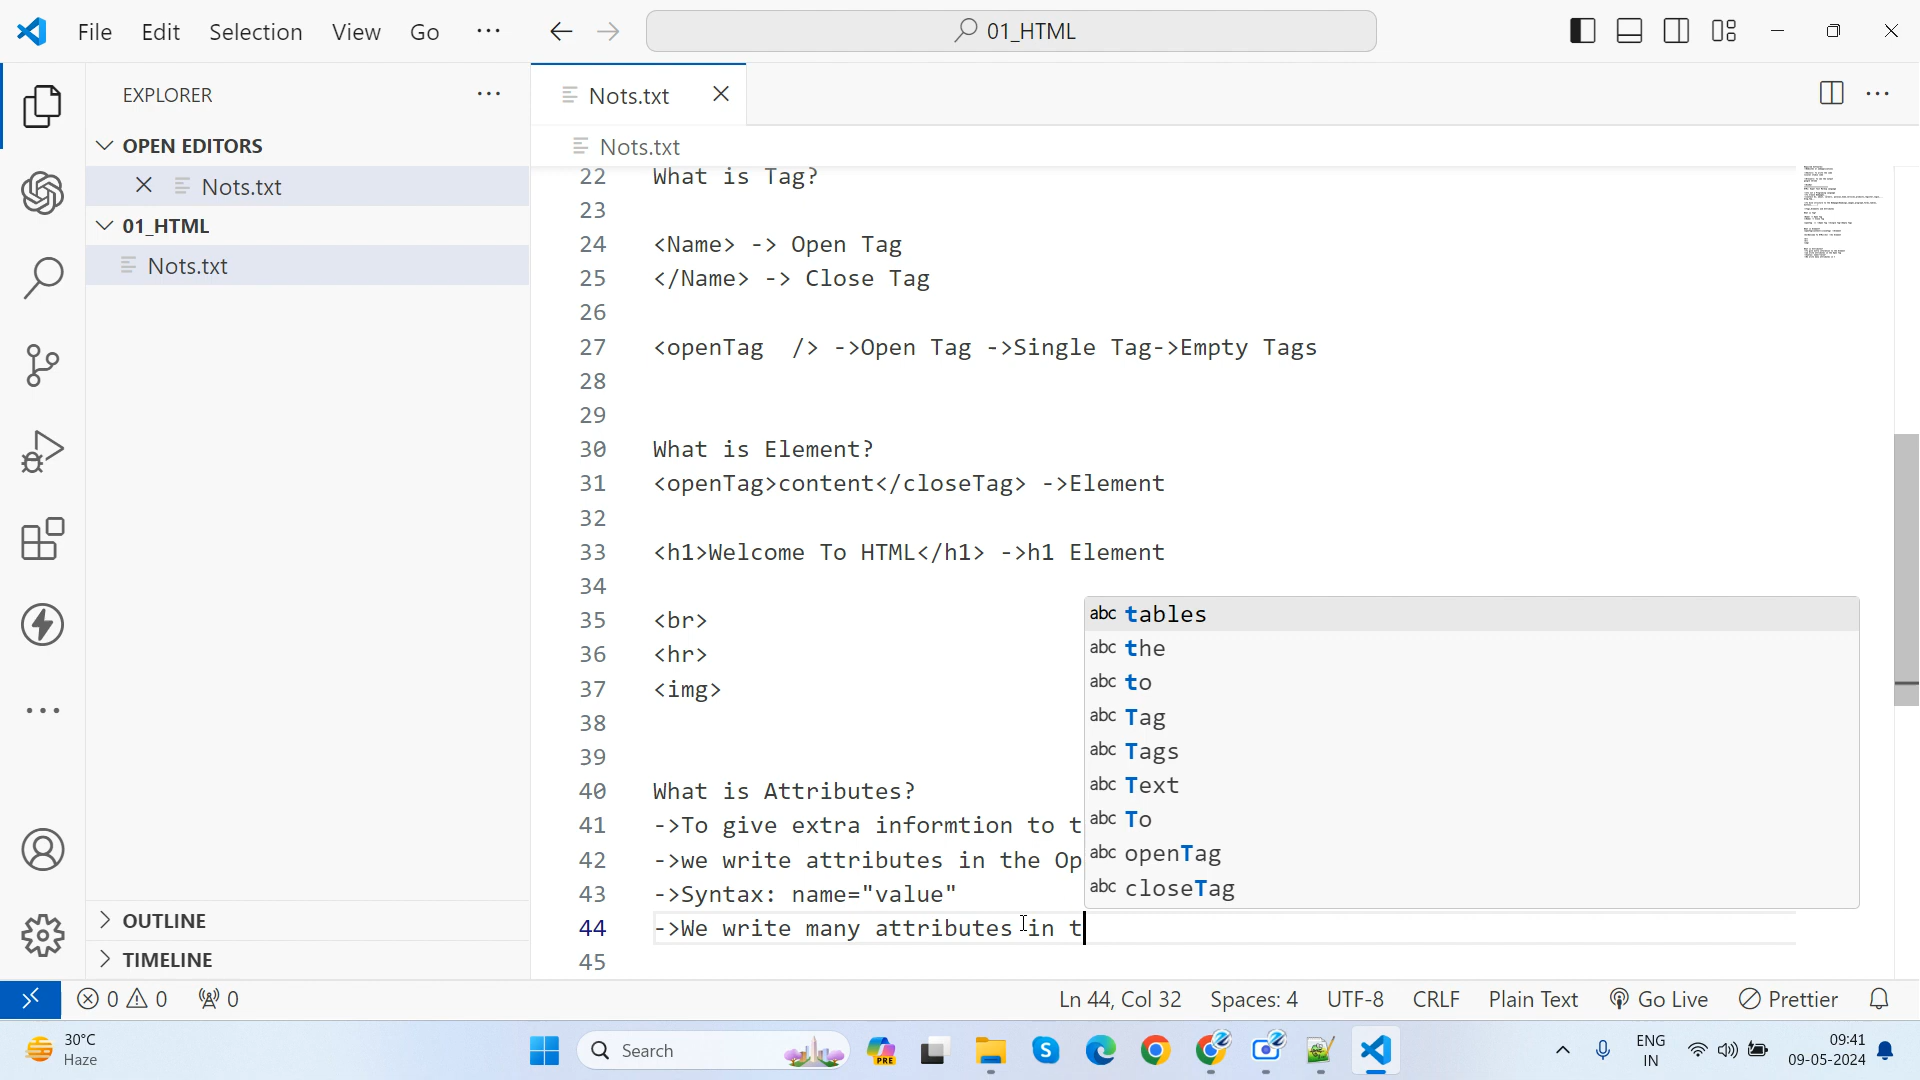 File Edit Selection View Go ··· 01_HTML
EXPLORER
OPEN EDITORS
Nots.txt
01_HTML
Nots.txt
OUTLINE
TIMELINE
Nots.txt
Nots.txt
22 What is Tag?
23
24 <Name> -> Open Tag
25 </Name> -> Close Tag
26
27 <openTag  /> ->Open Tag ->Single Tag->Empty Tags
28
29
30 What is Element?
31 <openTag>content</closeTag> ->Element
32
33 <h1>Welcome To HTML</h1> ->h1 Element
34
35 <br>
36 <hr>
37 <img>
38
39
40 What is Attributes?
41 ->To give extra informtion to t
42 ->we write attributes in the Op
43 ->Syntax: name="value"
44 ->We write many attributes in t
45
abc tables
abc the
abc to
abc Tag
abc Tags
abc Text
abc To
abc openTag
abc closeTag
0 0 0 Ln 44, Col 32 Spaces: 4 UTF-8 CRLF Plain Text Go Live Prettier
30°C
Haze
Search
PRE
ENG
IN
09:41
09-05-2024